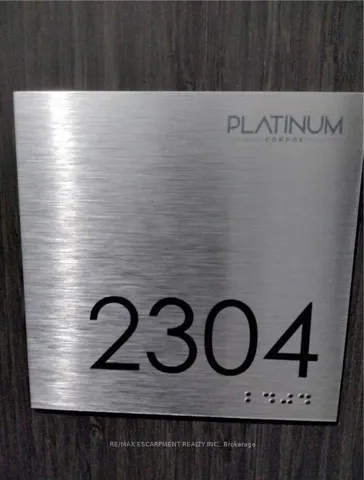 PLATINUM
CONDOS
2304
RE/MAX ESCARPMENT REALTY INC., Brokerage